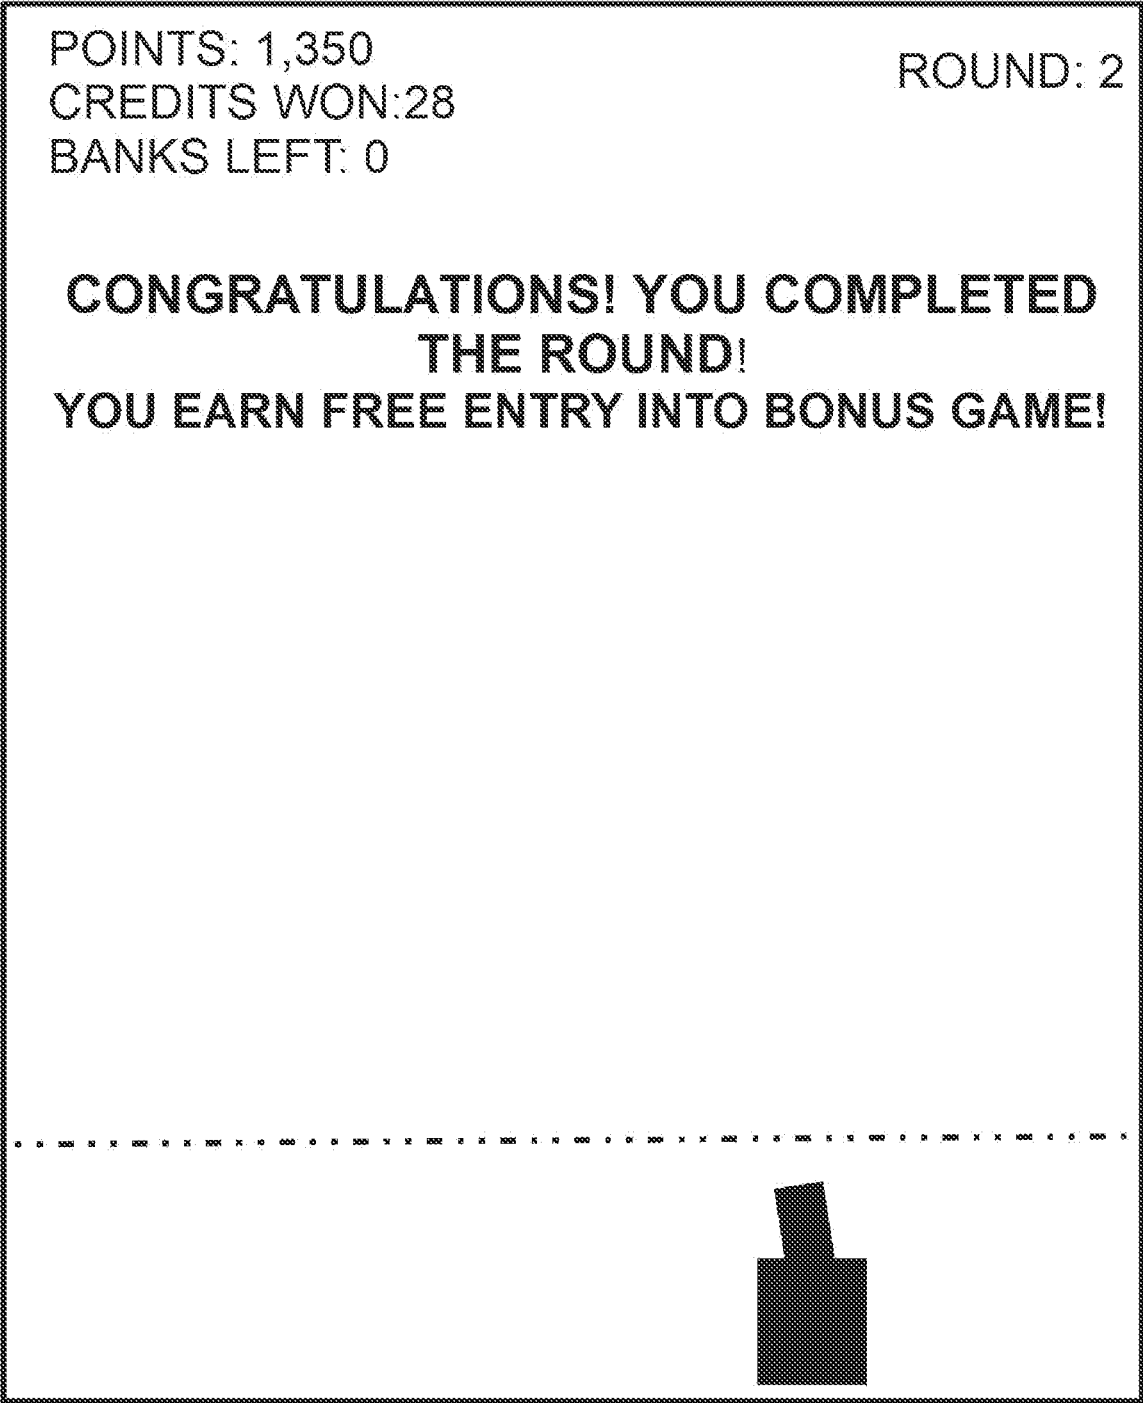 POINTS: 1,350
CREDITS WON:28
BANKS LEFT: 0
ROUND: 2
CONGRATULATIONS! YOU COMPLETED
THE ROUND!
YOU EARN FREE ENTRY INTO BONUS GAME!